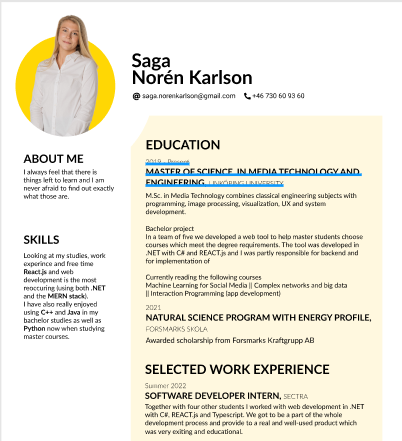 Saga
Norén Karlson
saga.norenkarlson@gmail.com +46 730 60 93 60
ABOUT ME
I always feel that there is
things left to learn and I am
never afraid to find out exactly
what those are.
SKILLS
Looking at my studies, work
experince and free time
React.js and web
development is the most
reoccuring (using both .NET
and the MERN stack).
I have also really enjoyed
using C++ and Java in my
bachelor studies as well as
Python now when studying
master courses.
EDUCATION
2019 - Present
MASTER OF SCIENCE IN MEDIA TECHNOLOGY AND
ENGINEERING, LINKÖPING UNIVERSITY
M.Sc. in Media Technology combines classical engineering subjects with
programming, image processing, visualization, UX and system
development.
Bachelor project
In a team of five we developed a web tool to help master students choose
courses which meet the degree requirements. The tool was developed in
.NET with C# and REACT.js and I was partly responsible for backend and
for implementation of
Currently reading the following courses
Machine Learning for Social Media || Complex networks and big data
|| Interaction Programming (app development)
2021
NATURAL SCIENCE PROGRAM WITH ENERGY PROFILE,
FORSMARKS SKOLA
Awarded scholarship from Forsmarks Kraftgrupp AB
SELECTED WORK EXPERIENCE
Summer 2022
SOFTWARE DEVELOPER INTERN, SECTRA
Together with four other students I worked with web development in .NET
with C#, REACT.js and Typescript. We got to be a part of the whole
development process and provide to a real and well-used product which
was very exiting and educational.